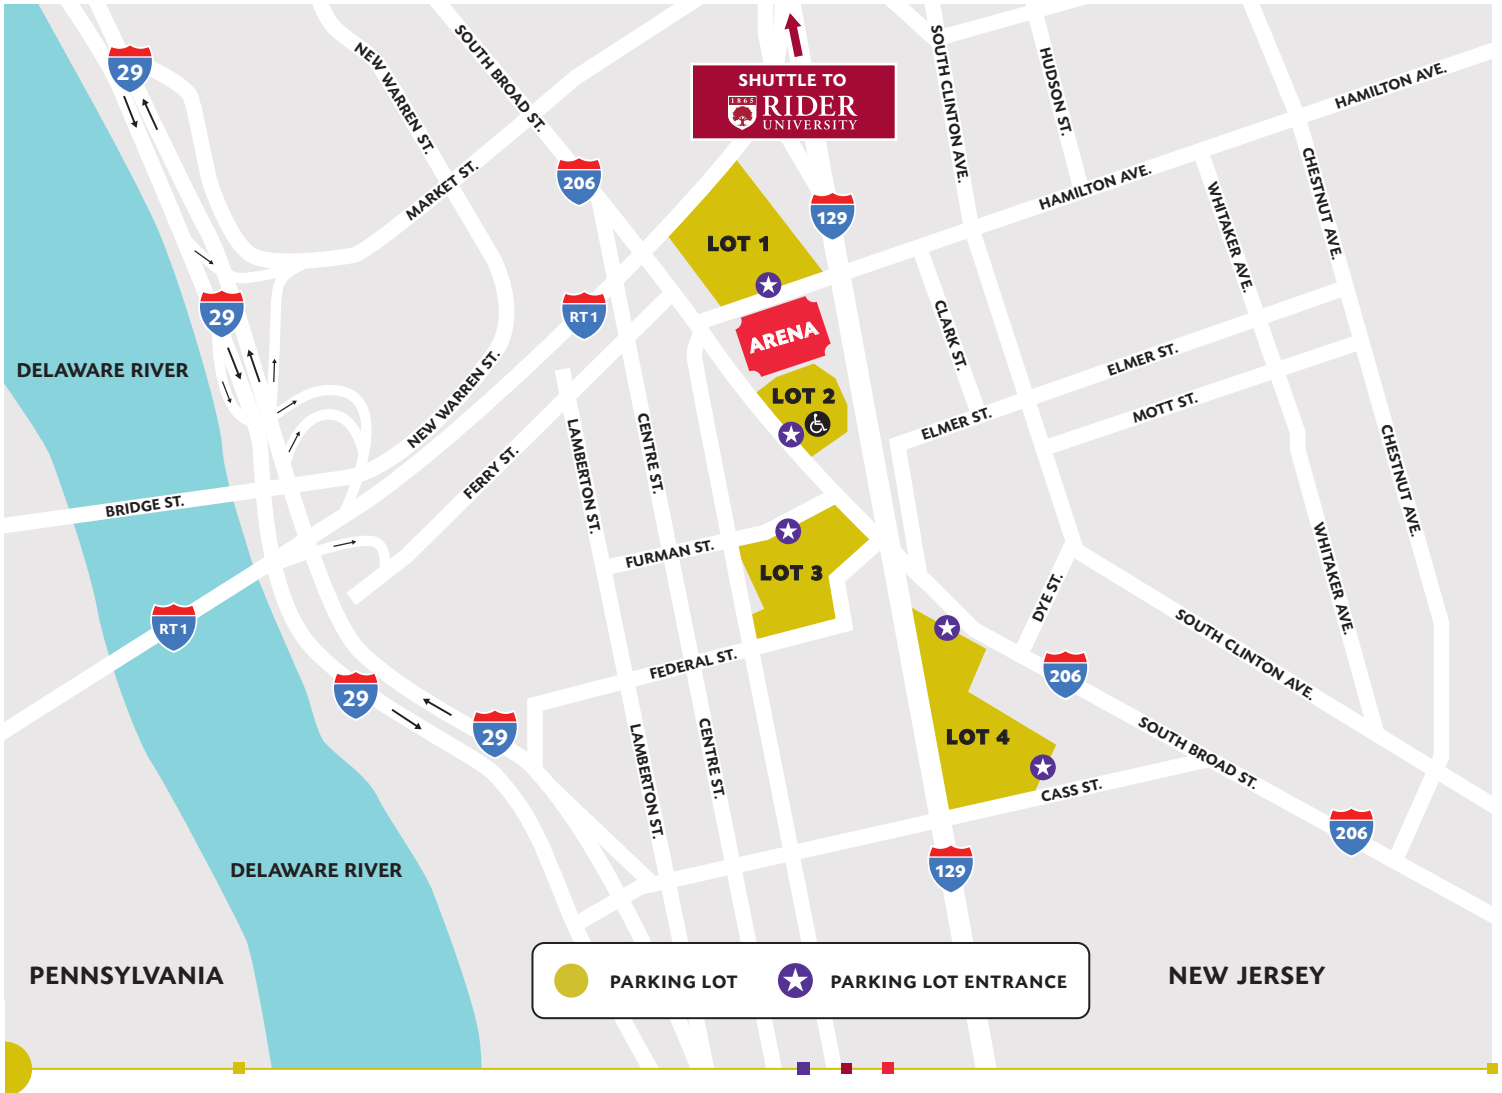 SHUTTLE TO
1865
RIDER
UNIVERSITY
29
NEW WARREN ST.
SOUTH BROAD ST.
SOUTH CLINTON AVE.
HUDSON ST.
HAMILTON AVE.
206
MARKET ST.
129
HAMILTON AVE.
CHESTNUT AVE.
WHITAKER AVE.
LOT 1
29
RT 1
ARENA
CLARK ST.
DELAWARE RIVER
NEW WARREN ST.
LOT 2
ELMER ST.
ELMER ST.
MOTT ST.
LAMBERTON ST.
CENTRE ST.
FERRY ST.
CHESTNUT AVE.
BRIDGE ST.
FURMAN ST.
LOT 3
WHITAKER AVE.
DYE ST.
RT 1
SOUTH CLINTON AVE.
FEDERAL ST.
206
29
29
LOT 4
SOUTH BROAD ST.
LAMBERTON ST.
CENTRE ST.
CASS ST.
206
DELAWARE RIVER
129
PENNSYLVANIA
PARKING LOT
PARKING LOT ENTRANCE
NEW JERSEY